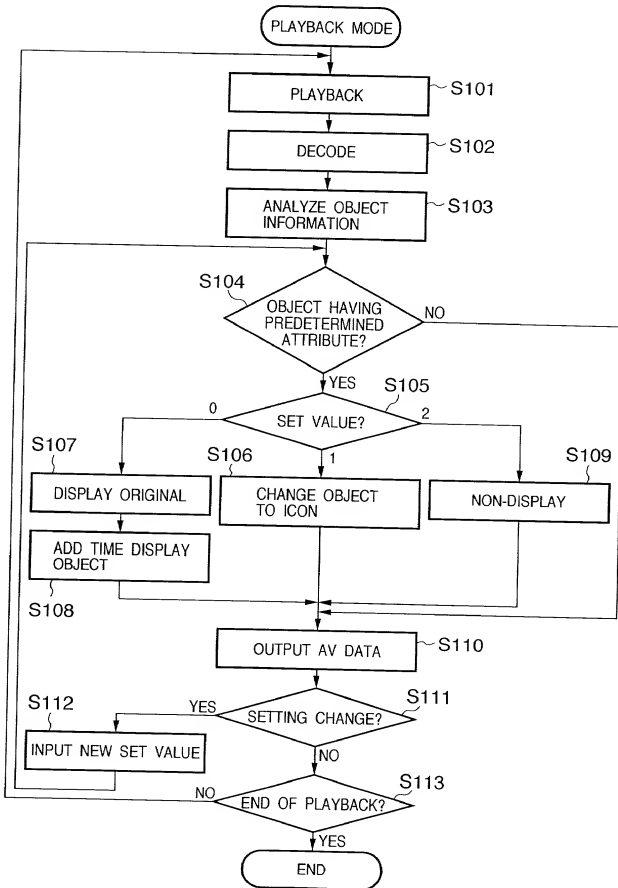 PLAYBACK MODE
PLAYBACK
S101
DECODE
S102
ANALYZE OBJECT
INFORMATION
S103
S104
OBJECT HAVING
PREDETERMINED
ATTRIBUTE?
NO
YES
S105
SET VALUE?
0
1
2
S107
DISPLAY ORIGINAL
S106
CHANGE OBJECT
TO ICON
S109
NON-DISPLAY
ADD TIME DISPLAY
OBJECT
S108
OUTPUT AV DATA
S110
S111
SETTING CHANGE?
YES
NO
S112
INPUT NEW SET VALUE
S113
END OF PLAYBACK?
NO
YES
END